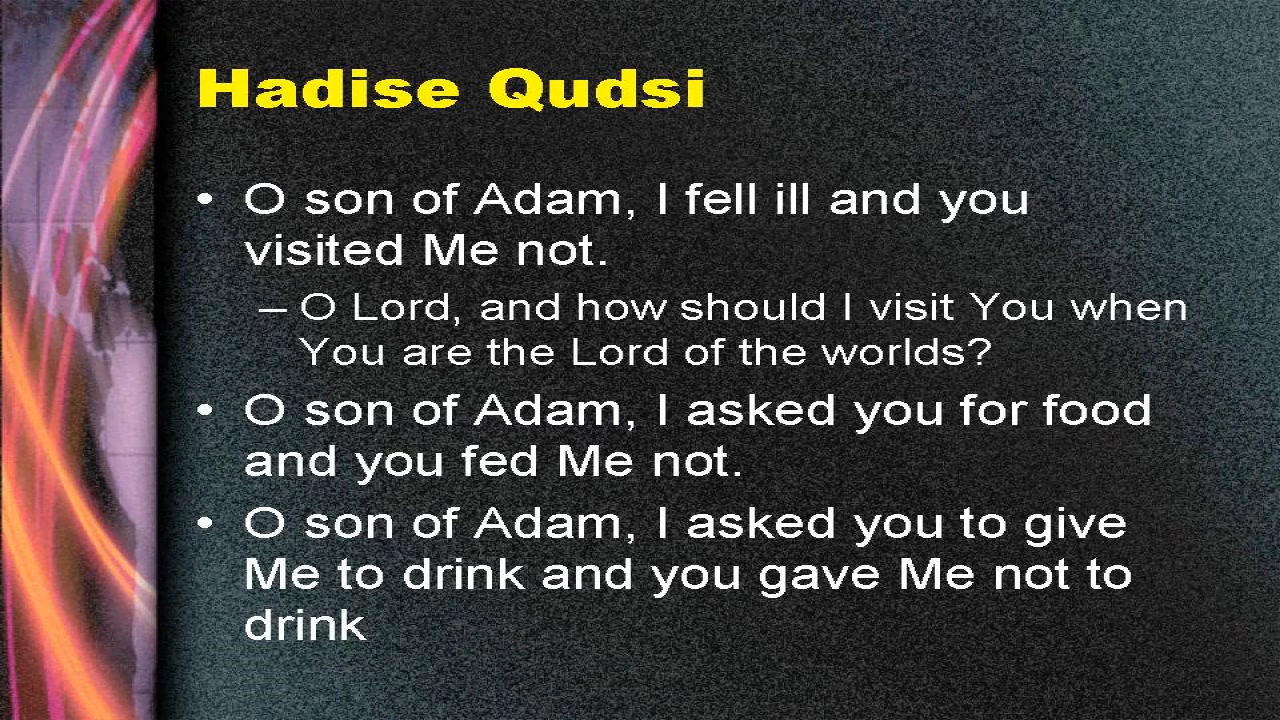 Hadise Qudsi
• O son of Adam, I fell ill and you
visited Me not.
– O Lord, and how should I visit You when
You are the Lord of the worlds?
• O son of Adam, I asked you for food
and you fed Me not.
• O son of Adam, I asked you to give
Me to drink and you gave Me not to
drink